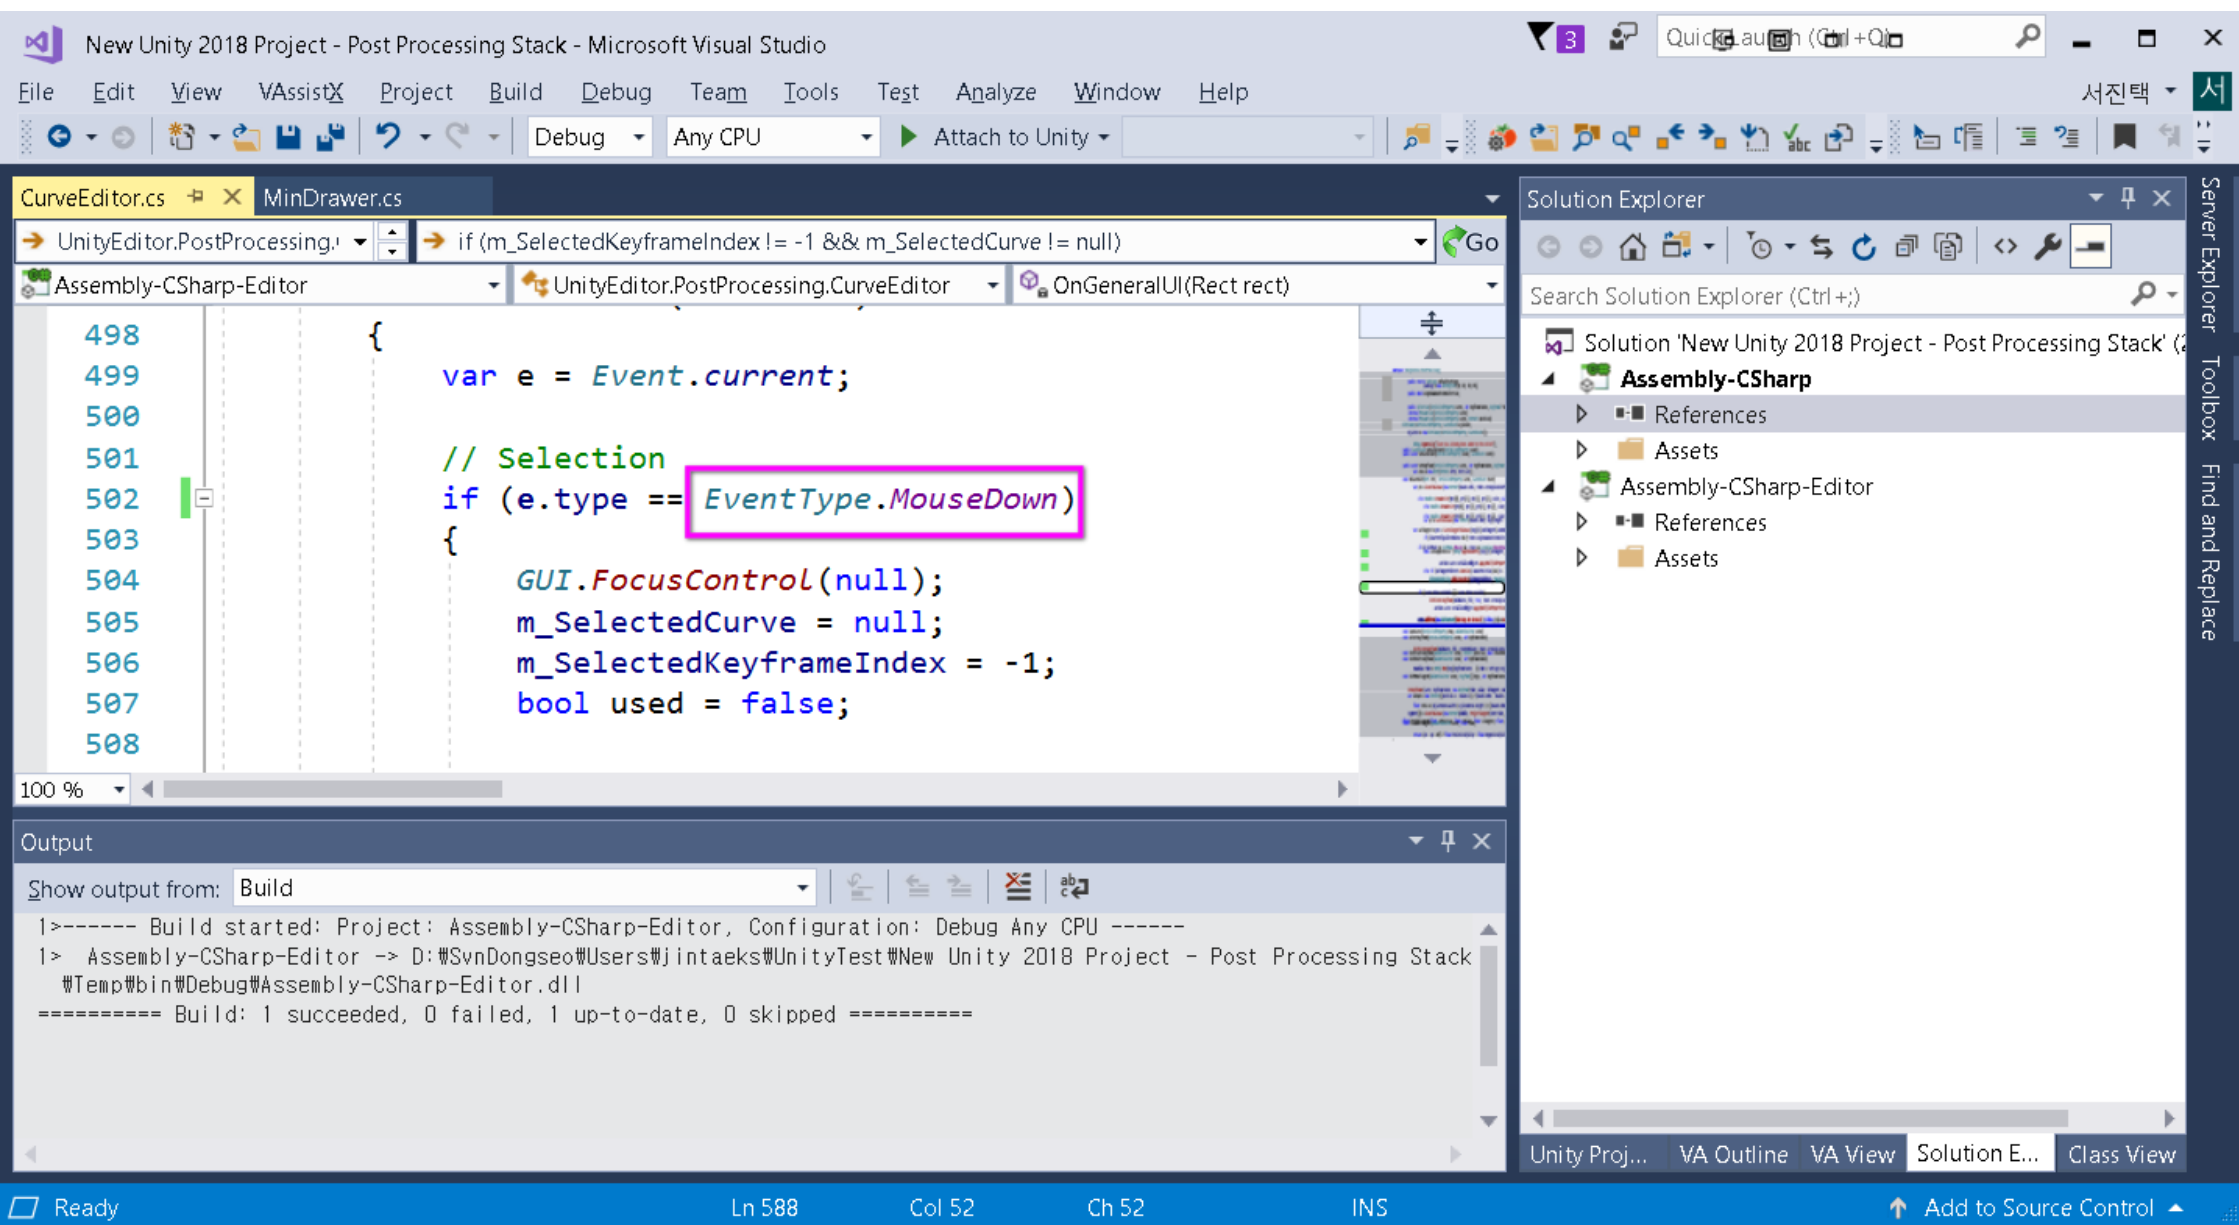 New Unity 2018 Project - Post Processing Stack - Microsoft Visual Studio
3
File Edit View VAssistX Project Build Debug Team Tools Test Analyze Window Help
서진택
서
Debug
Any CPU
Attach to Unity
CurveEditor.cs
MinDrawer.cs
UnityEditor.PostProcessing.
if (m_SelectedKeyframeIndex != -1 && m_SelectedCurve != null)
Go
Assembly-CSharp-Editor
UnityEditor.PostProcessing.CurveEditor
OnGeneralUI(Rect rect)
498 {
499 var e = Event.current;
500
501 // Selection
502 if (e.type == EventType.MouseDown)
503 {
504 GUI.FocusControl(null);
505 m_SelectedCurve = null;
506 m_SelectedKeyframeIndex = -1;
507 bool used = false;
508
100 %
Output
Show output from: Build
1>------ Build started: Project: Assembly-CSharp-Editor, Configuration: Debug Any CPU ------
1>  Assembly-CSharp-Editor -> D:₩SvnDongseo₩Users₩jintaeks₩UnityTest₩New Unity 2018 Project - Post Processing Stack
₩Temp₩bin₩Debug₩Assembly-CSharp-Editor.dll
========== Build: 1 succeeded, 0 failed, 1 up-to-date, 0 skipped ==========
Solution Explorer
Search Solution Explorer (Ctrl+;)
Solution 'New Unity 2018 Project - Post Processing Stack' (
Assembly-CSharp
References
Assets
Assembly-CSharp-Editor
References
Assets
Unity Proj... VA Outline VA View Solution E... Class View
Server Explorer
Toolbox
Find and Replace
Ready
Ln 588
Col 52
Ch 52
INS
Add to Source Control